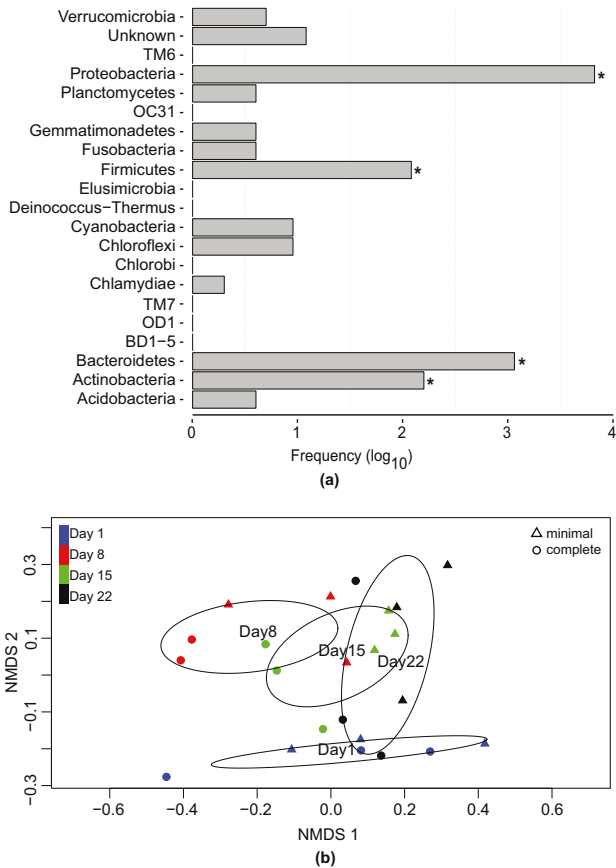 Verrucomicrobia
Unknown
TM6
Proteobacteria *
Planctomycetes
OC31
Gemmatimonadetes
Fusobacteria
Firmicutes *
Elusimicrobia
Deinococcus−Thermus
Cyanobacteria
Chloroflexi
Chlorobi
Chlamydiae
TM7
OD1
BD1−5
Bacteroidetes *
Actinobacteria *
Acidobacteria
0 1 2 3 4
Frequency (log10)
(a)
Day 1
Day 8
Day 15
Day 22
minimal
complete
Day8
Day15
Day22
Day1
0.3
0.1
−0.1
−0.3
NMDS 2
−0.6 −0.4 −0.2 0.0 0.2 0.4 0.6
NMDS 1
(b)